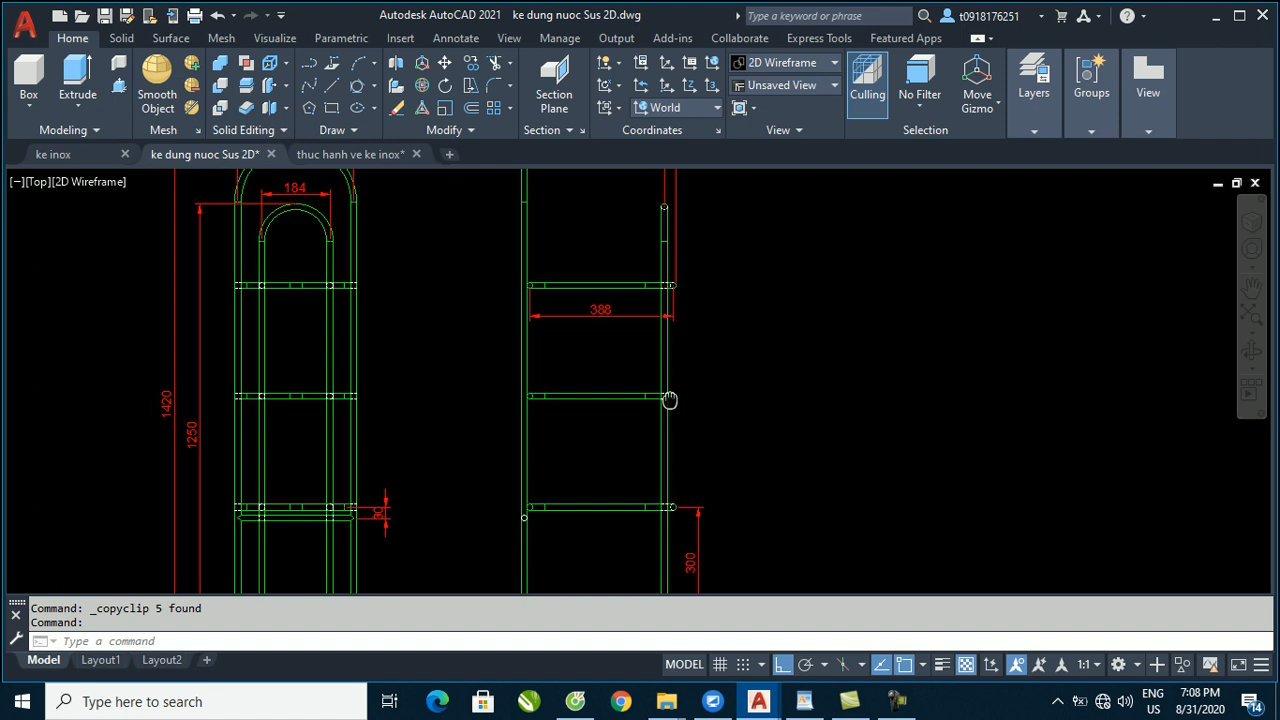 Autodesk AutoCAD 2021 ke dung nuoc Sus 2D.dwg
Type a keyword or phrase
t0918176251
Home Solid Surface Mesh Visualize Parametric Insert Annotate View Manage Output Add-ins Collaborate Express Tools Featured Apps
Box
Extrude
Smooth
Object
Section
Plane
World
2D Wireframe
Unsaved View
Culling
No Filter
Move
Gizmo
Layers
Groups
View
Modeling Mesh Solid Editing Draw Modify Section Coordinates View Selection
ke inox
ke dung nuoc Sus 2D*
thuc hanh ve ke inox*
[−][Top][2D Wireframe]
184
388
1420
1250
30
300
Command: _copyclip 5 found
Command:
Type a command
Model Layout1 Layout2
MODEL
1:1
Type here to search
ENG
US
7:08 PM
8/31/2020
14